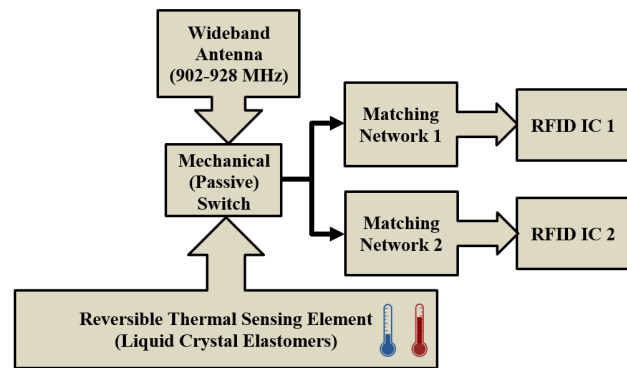 Wideband
Antenna
(902-928 MHz)
Mechanical
(Passive)
Switch
Matching
Network 1
RFID IC 1
Matching
Network 2
RFID IC 2
Reversible Thermal Sensing Element
(Liquid Crystal Elastomers)